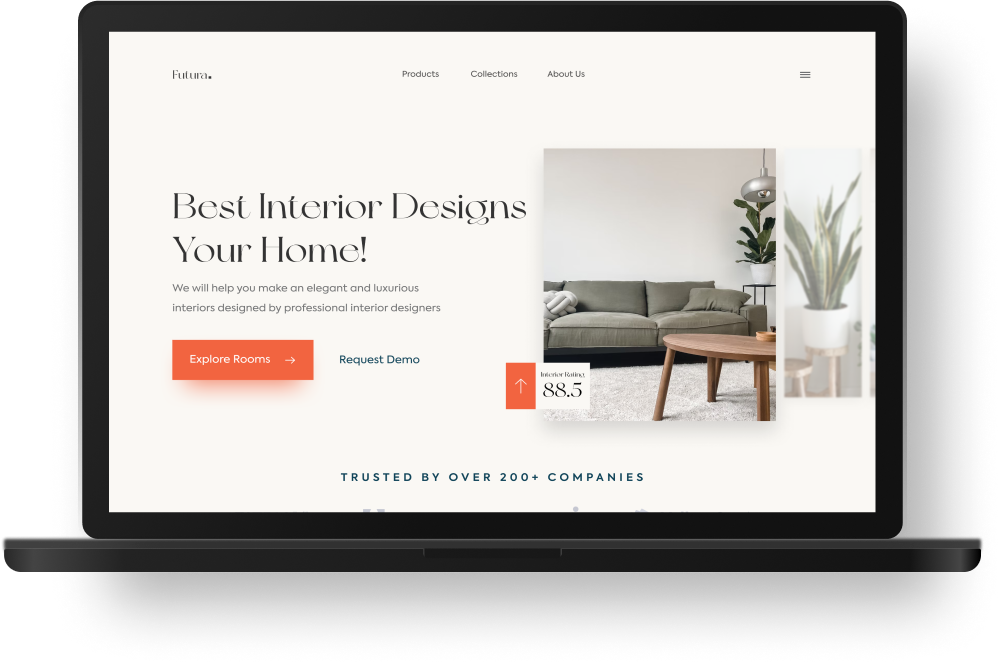 Futura.
Products
Collections
About Us
Best Interior Designs
Your Home!
We will help you make an elegant and luxurious
interiors designed by professional interior designers
Explore Rooms
Request Demo
Interior Rating
88.5
TRUSTED BY OVER 200+ COMPANIES